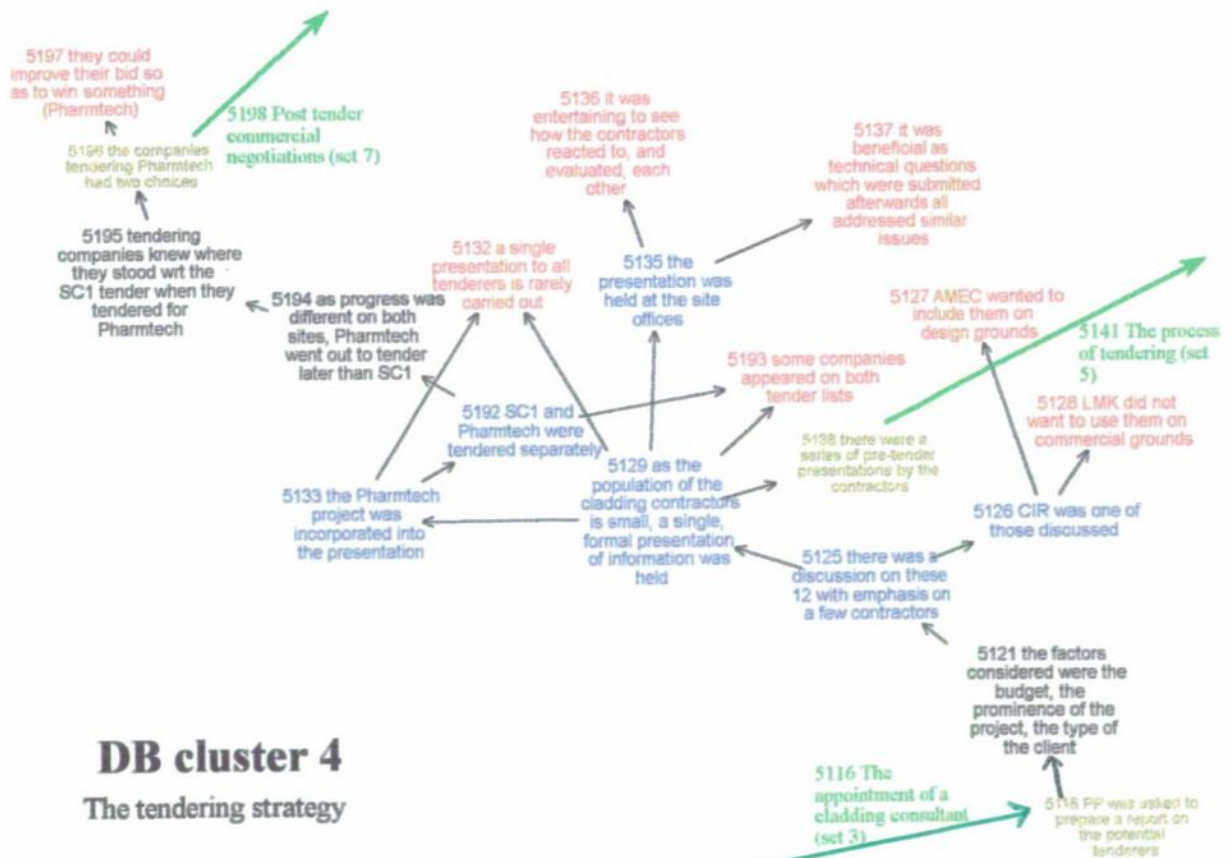 5197 they could
improve their bid so
as to win something
(Pharmtech)
5198 Post tender
commercial
negotiations (set 7)
5196 the companies
tendering Pharmtech
had two choices
5136 it was
entertaining to see
how the contractors
reacted to, and
evaluated, each
other
5137 it was
beneficial as
technical questions
which were submitted
afterwards all
addressed similar
issues
5195 tendering
companies knew where
they stood wrt the
SC1 tender when they
tendered for
Pharmtech
5132 a single
presentation to all
tenderers is rarely
carried out
5135 the
presentation was
held at the site
offices
5194 as progress was
different on both
sites, Pharmtech
went out to tender
later than SC1
5127 AMEC wanted to
include them on
design grounds
5141 The process
of tendering (set
5)
5193 some companies
appeared on both
tender lists
5128 LMK did not
want to use them on
commercial grounds
5192 SC1 and
Pharmtech were
tendered separately
5138 there were a
series of pre-tender
presentations by the
contractors
5129 as the
population of the
cladding contractors
is small, a single,
formal presentation
of information was
held
5133 the Pharmtech
project was
incorporated into
the presentation
5126 CIR was one of
those discussed
5125 there was a
discussion on these
12 with emphasis on
a few contractors
5121 the factors
considered were the
budget, the
prominence of the
project, the type of
the client
DB cluster 4
The tendering strategy
5116 The
appointment of a
cladding consultant
(set 3)
PP was asked to
prepare a report on
the potential
tenderers